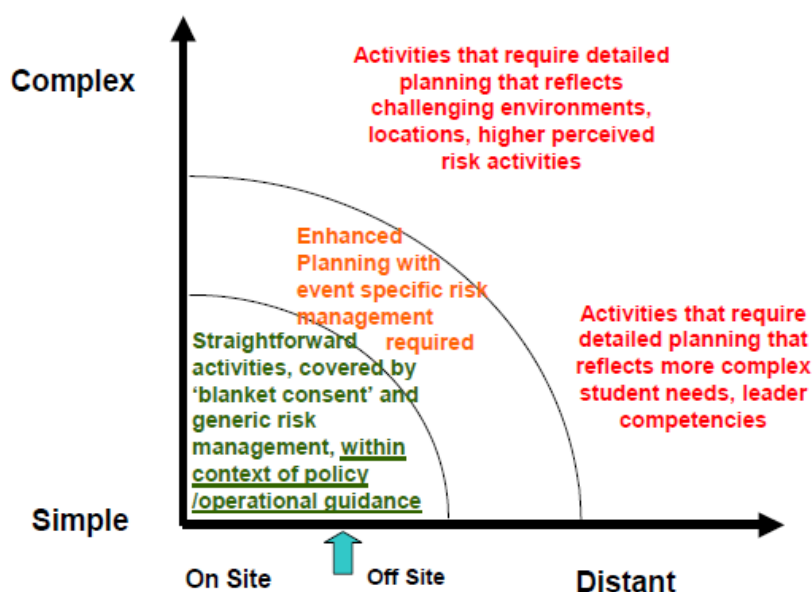 Complex
Activities that require detailed
planning that reflects
challenging environments,
locations, higher perceived
risk activities
Enhanced
Planning with
event specific risk
management
required
Straightforward
activities, covered by
‘blanket consent’ and
generic risk
management, within
context of policy
/operational guidance
Activities that require
detailed planning that
reflects more complex
student needs, leader
competencies
Simple
On Site
Off Site
Distant